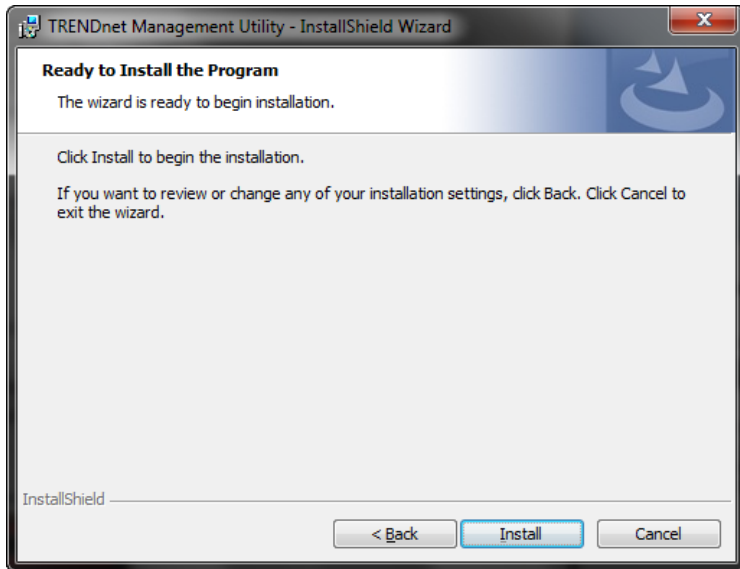 TRENDnet Management Utility - InstallShield Wizard
Ready to Install the Program
The wizard is ready to begin installation.
Click Install to begin the installation.
If you want to review or change any of your installation settings, click Back. Click Cancel to
exit the wizard.
InstallShield
< Back Install Cancel